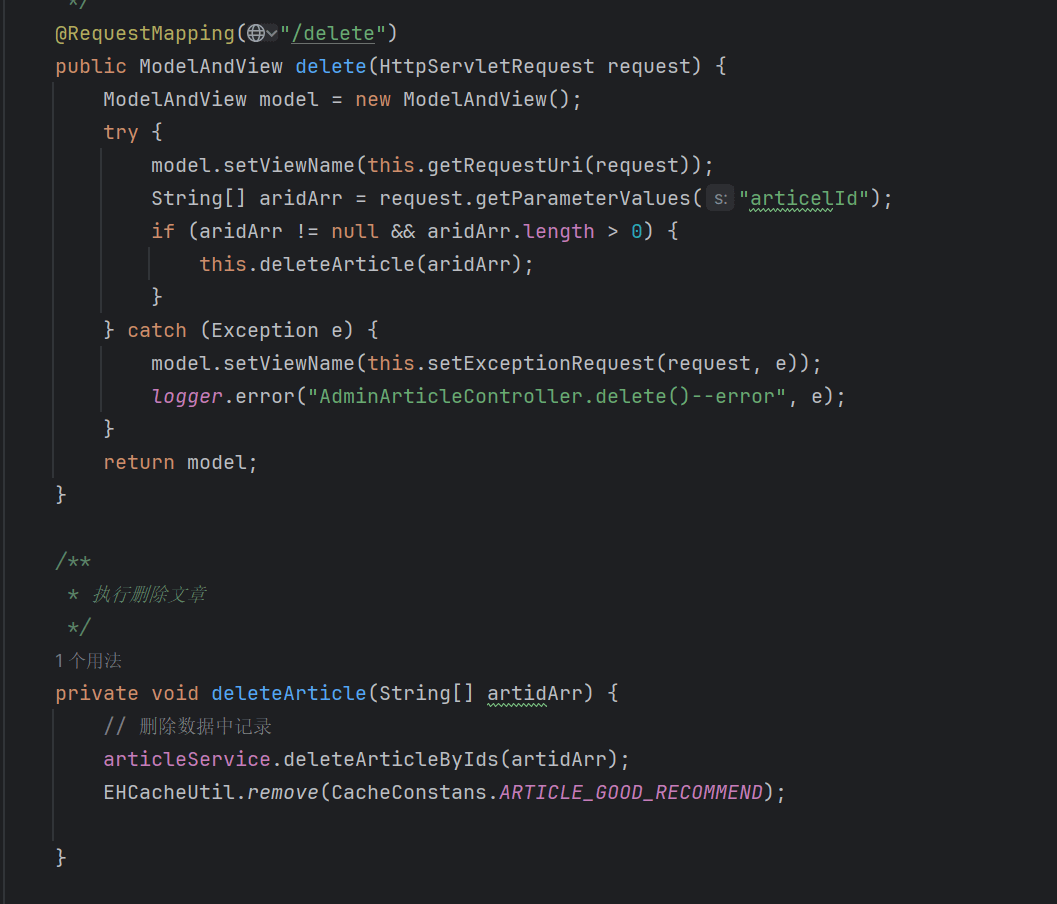 */
@RequestMapping("/delete")
public ModelAndView delete(HttpServletRequest request) {
ModelAndView model = new ModelAndView();
try {
model.setViewName(this.getRequestUri(request));
String[] aridArr = request.getParameterValues( s: "articelId");
if (aridArr != null && aridArr.length > 0) {
this.deleteArticle(aridArr);
}
} catch (Exception e) {
model.setViewName(this.setExceptionRequest(request, e));
logger.error("AdminArticleController.delete()--error", e);
}
return model;
}
/**
* 执行删除文章
*/
1 个用法
private void deleteArticle(String[] artidArr) {
// 删除数据中记录
articleService.deleteArticleByIds(artidArr);
EHCacheUtil.remove(CacheConstans.ARTICLE_GOOD_RECOMMEND);
}